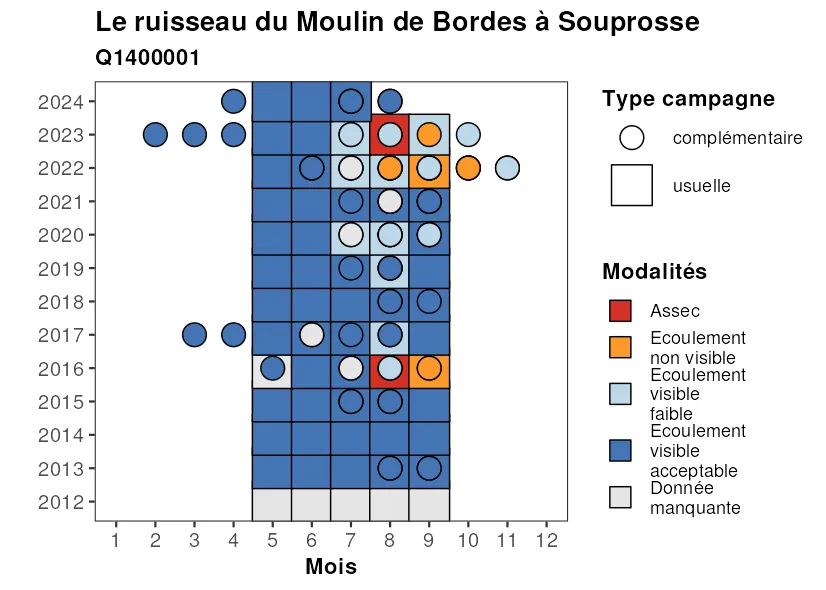 Le ruisseau du Moulin de Bordes à Souprosse
Q1400001
2024
2023
2022
2021
2020
2019
2018
2017
2016
2015
2014
2013
2012
1 2 3 4 5 6 7 8 9 10 11 12
Mois
Type campagne
complémentaire
usuelle
Modalités
Assec
Ecoulement
non visible
Ecoulement
visible
faible
Ecoulement
visible
acceptable
Donnée
manquante